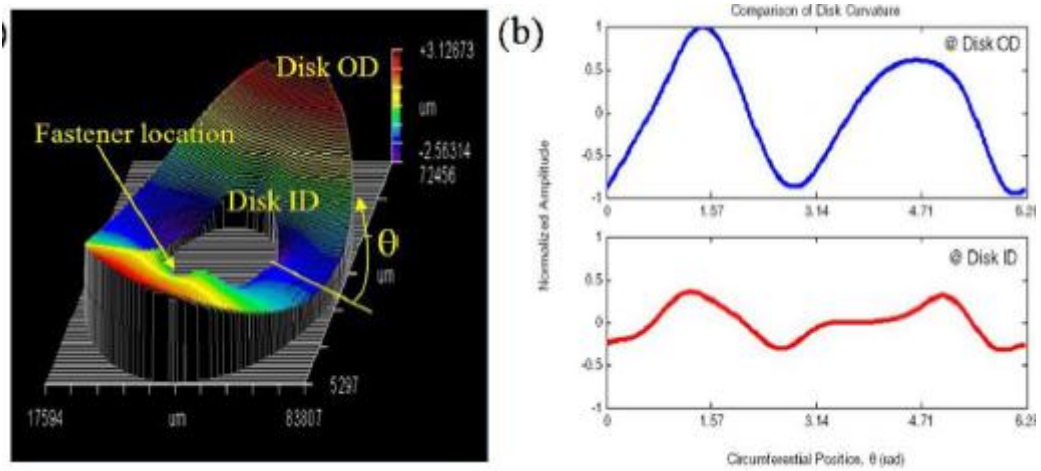 )
Disk OD
+3.12673
um
-2.56314
72456
Fastener location
Disk ID
θ
um
5297
17594
um
83807
(b)
Comparison of Disk Curvature
@ Disk OD
1
0.5
0
-0.5
-1
0
1.57
3.14
4.71
6.28
Normalized Amplitude
@ Disk ID
1
0.5
0
-0.5
-1
0
1.57
3.14
4.71
6.28
Circumferential Position, θ (rad)